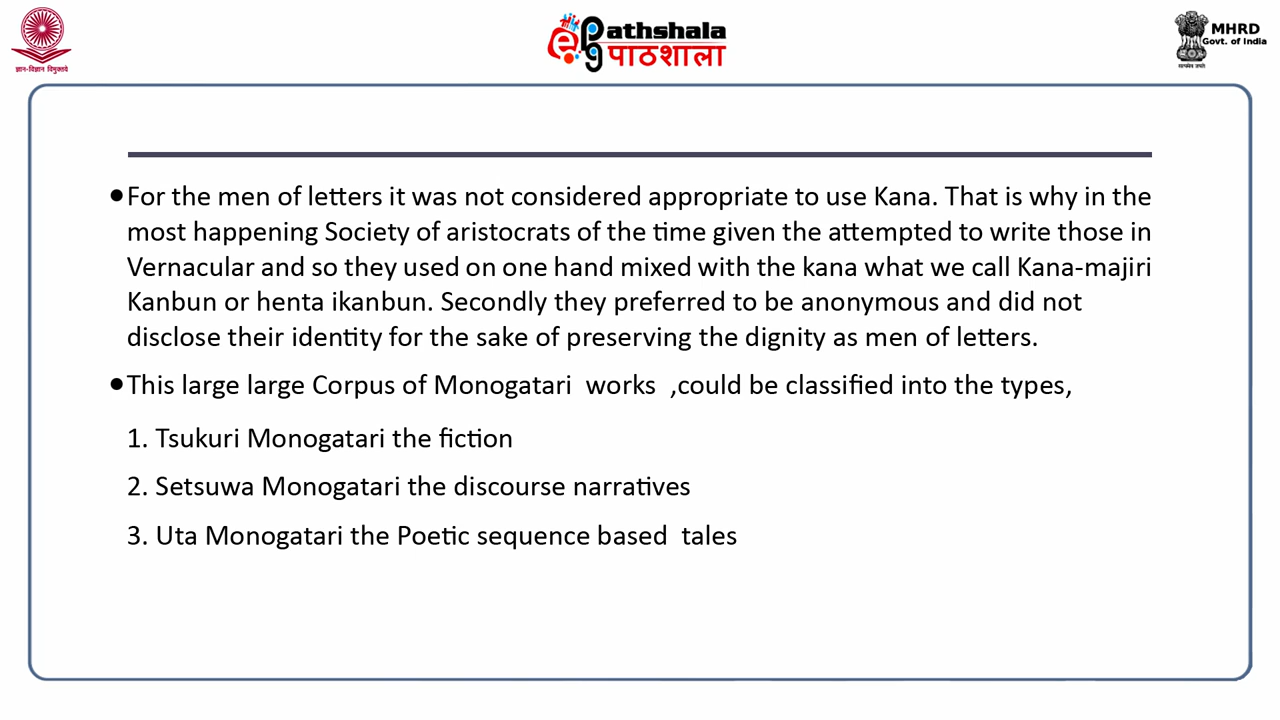 ज्ञान-विज्ञान विमुक्तये
ePathshala
पाठशाला
MHRD
Govt. of India
सत्यमेव जयते
•For the men of letters it was not considered appropriate to use Kana. That is why in the
most happening Society of aristocrats of the time given the attempted to write those in
Vernacular and so they used on one hand mixed with the kana what we call Kana-majiri
Kanbun or henta ikanbun. Secondly they preferred to be anonymous and did not
disclose their identity for the sake of preserving the dignity as men of letters.
•This large large Corpus of Monogatari  works  ,could be classified into the types,
1. Tsukuri Monogatari the fiction
2. Setsuwa Monogatari the discourse narratives
3. Uta Monogatari the Poetic sequence based  tales